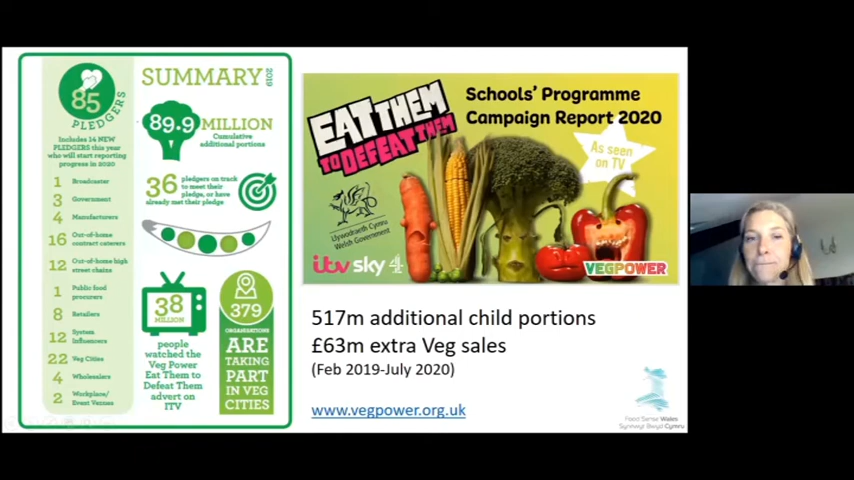 85
PLEDGERS
Includes 14 NEW
PLEDGERS this year
who will start reporting
progress in 2020
1 Broadcaster
3 Government
4 Manufacturers
16 Out-of-home
contract caterers
12 Out-of-home high
street chains
1 Public food
procurers
8 Retailers
12 System
Influencers
22 Veg Cities
4 Wholesalers
2 Workplace/
Event Venues
SUMMARY 2019
89.9 MILLION
Cumulative
additional portions
36 pledgers on track
to meet their
pledge, or have
already met their pledge
38
MILLION
people
watched the
Veg Power
Eat Them to
Defeat Them
advert on
ITV
379
ORGANISATIONS
ARE
TAKING
PART
IN VEG
CITIES
EAT THEM
TO DEFEAT THEM
Schools' Programme
Campaign Report 2020
As seen
on TV
Llywodraeth Cymru
Welsh Government
itv sky 4
VEGPOWER
517m additional child portions
£63m extra Veg sales
(Feb 2019-July 2020)
www.vegpower.org.uk
Food Sense Wales
Synnwyr Bwyd Cymru